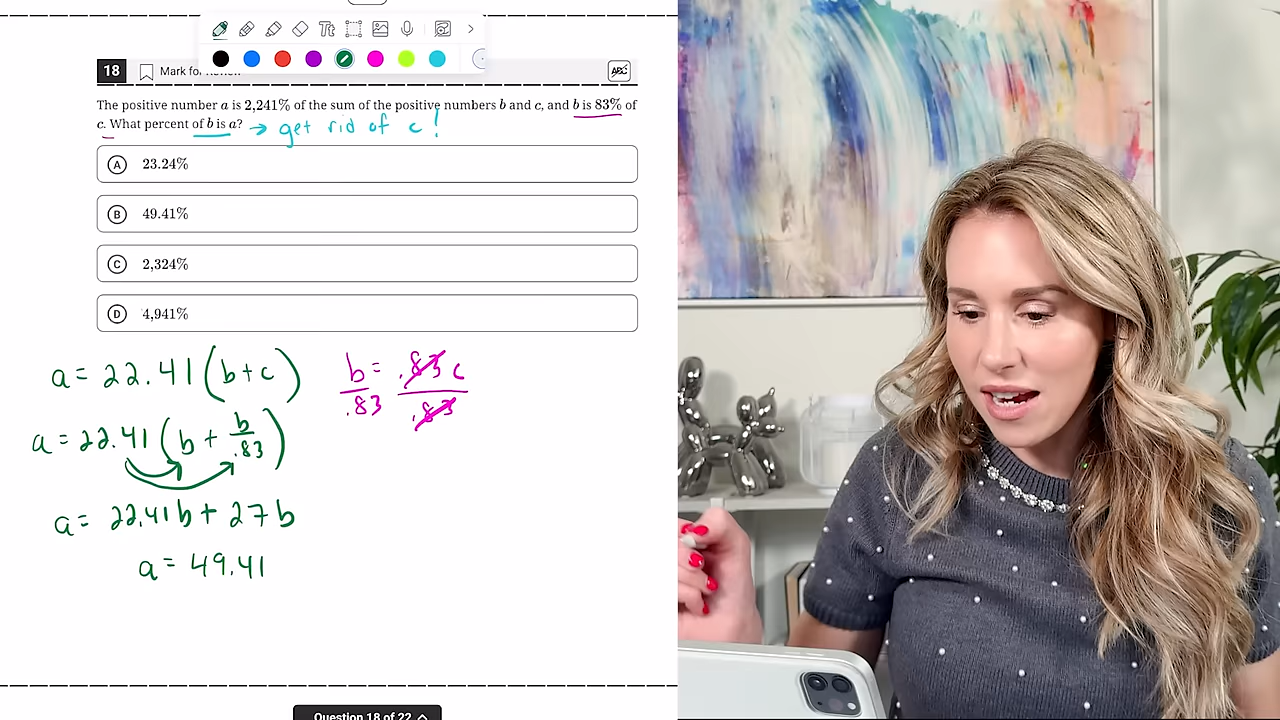 Tt
18
Mark for Review
ABC
The positive number a is 2,241% of the sum of the positive numbers b and c, and b is 83% of
c. What percent of b is a? → get rid of c!
A 23.24%
B 49.41%
C 2,324%
D 4,941%
a = 22.41(b+c)
b = .83c
.83 .83
a = 22.41(b + b/.83)
a = 22.41b + 27b
a = 49.41
Question 18 of 22